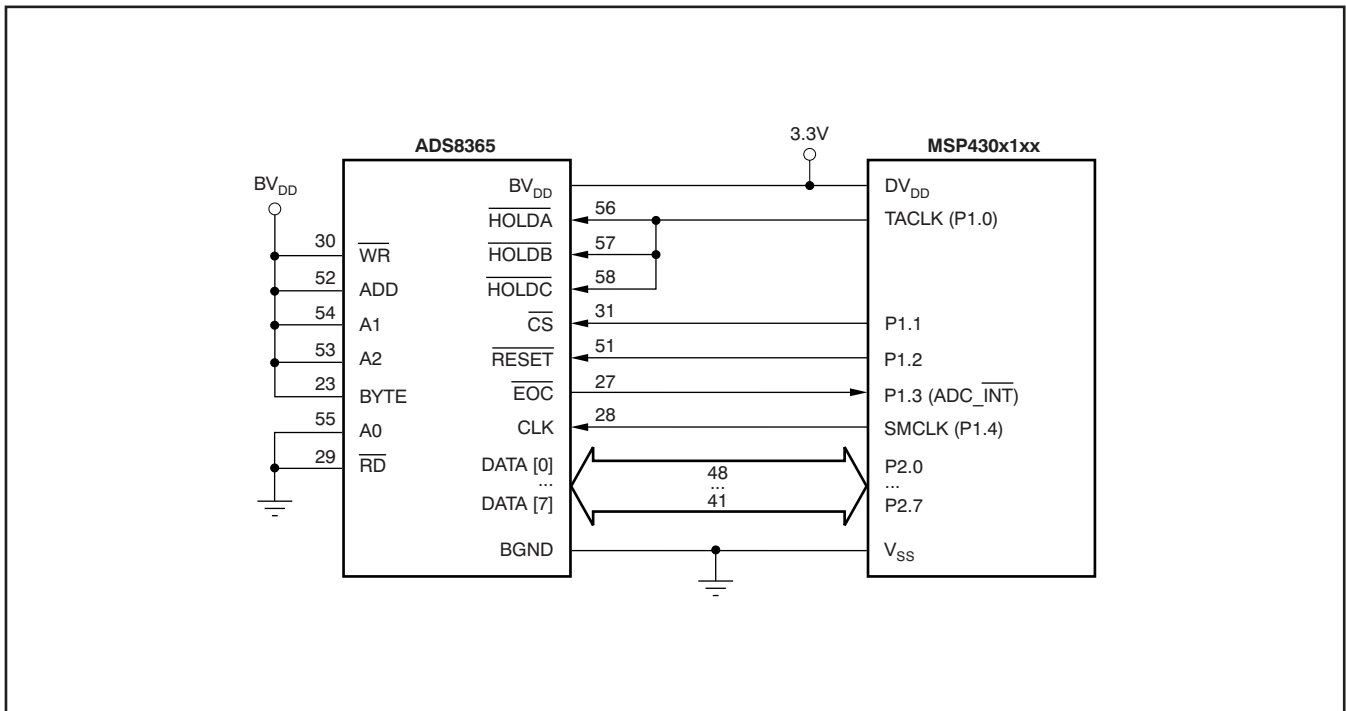 ADS8365
3.3V
MSP430x1xx
BVDD
BVDD
DVDD
56
HOLDA
TACLK (P1.0)
30
WR
57
HOLDB
52
ADD
58
HOLDC
54
A1
31
CS
P1.1
53
A2
51
RESET
P1.2
23
BYTE
27
EOC
P1.3 (ADC_INT)
55
A0
28
CLK
SMCLK (P1.4)
29
RD
DATA [0]
...
DATA [7]
48
...
41
P2.0
...
P2.7
BGND
VSS